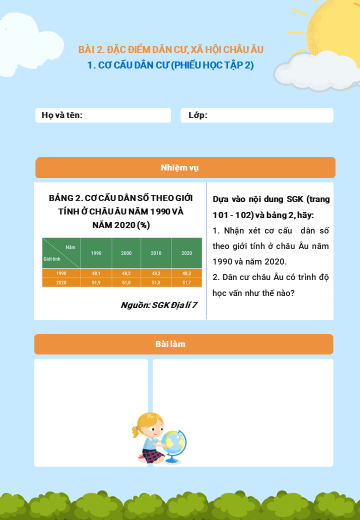 BÀI 2. ĐẶC ĐIỂM DÂN CƯ, XÃ HỘI CHÂU ÂU
1. CƠ CẤU DÂN CƯ (PHIẾU HỌC TẬP 2)
Họ và tên:
Lớp:
Nhiệm vụ
BẢNG 2. CƠ CẤU DÂN SỐ THEO GIỚI
TÍNH Ở CHÂU ÂU NĂM 1990 VÀ
NĂM 2020 (%)
Năm
Giới tính
1990 2000 2010 2020
1990 48,1 48,2 48,2 48,3
2020 51,9 51,8 51,8 51,7
Nguồn: SGK Địa lí 7
Dựa vào nội dung SGK (trang
101 - 102) và bảng 2, hãy:
1. Nhận xét cơ cấu dân số
theo giới tính ở châu Âu năm
1990 và năm 2020.
2. Dân cư châu Âu có trình độ
học vấn như thế nào?
Bài làm